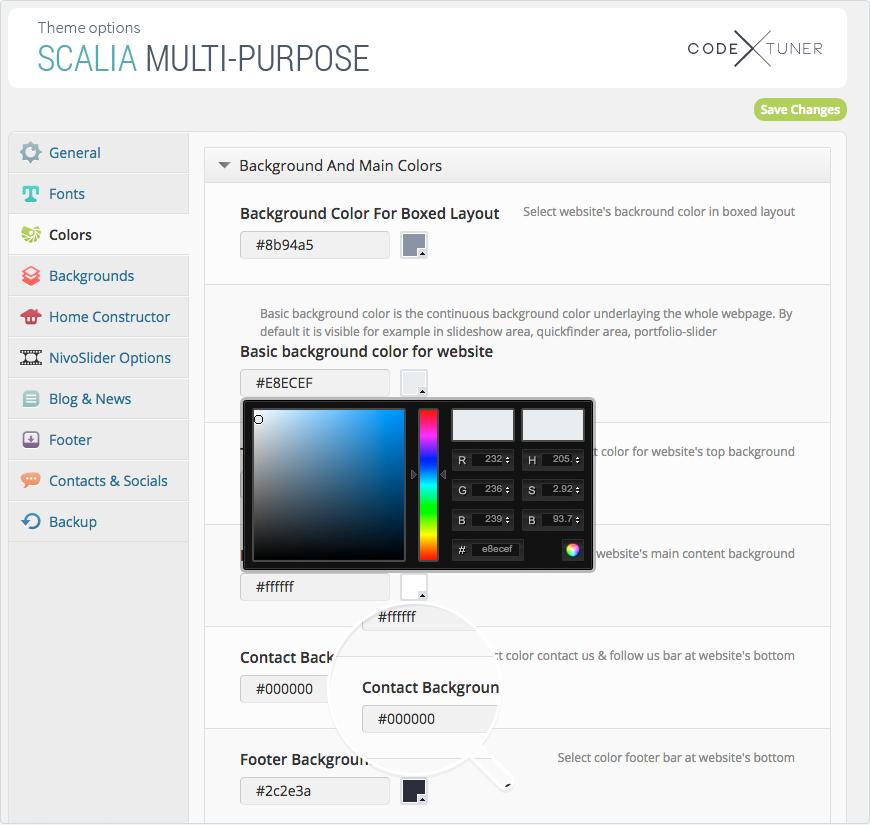 Theme options
SCALIA MULTI-PURPOSE
CODE TUNER
Save Changes
General
Fonts
Colors
Backgrounds
Home Constructor
NivoSlider Options
Blog & News
Footer
Contacts & Socials
Backup
Background And Main Colors
Background Color For Boxed Layout
Select website's backround color in boxed layout
#8b94a5
Basic background color is the continuous background color underlaying the whole webpage. By
default it is visible for example in slideshow area, quickfinder area, portfolio-slider
Basic background color for website
#E8ECEF
color for website's top background
R 232 H 205.
G 236 S 2.92
B 239 B 93.7
# e8ecef
website's main content background
#ffffff
#ffffff
Contact Back
color contact us & follow us bar at website's bottom
#000000
Contact Backgroun
#000000
Footer Background
Select color footer bar at website's bottom
#2c2e3a